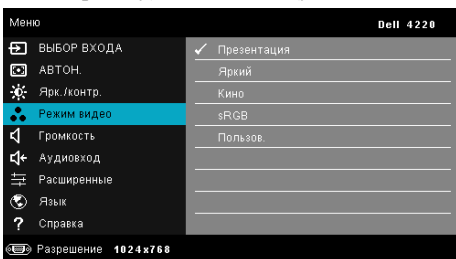 Меню Dell 4220
ВЫБОР ВХОДА
АВТОН.
Ярк./контр.
Режим видео
Громкость
Аудиовход
Расширенные
Язык
? Справка
Презентация
Яркий
Кино
sRGB
Пользов.
Разрешение 1024x768